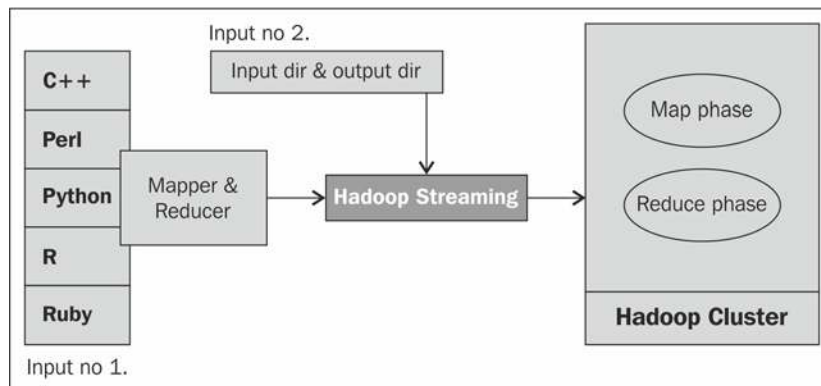 Input no 2.
Input dir & output dir
C++
Perl
Python
R
Ruby
Mapper &
Reducer
Hadoop Streaming
Map phase
Reduce phase
Hadoop Cluster
Input no 1.